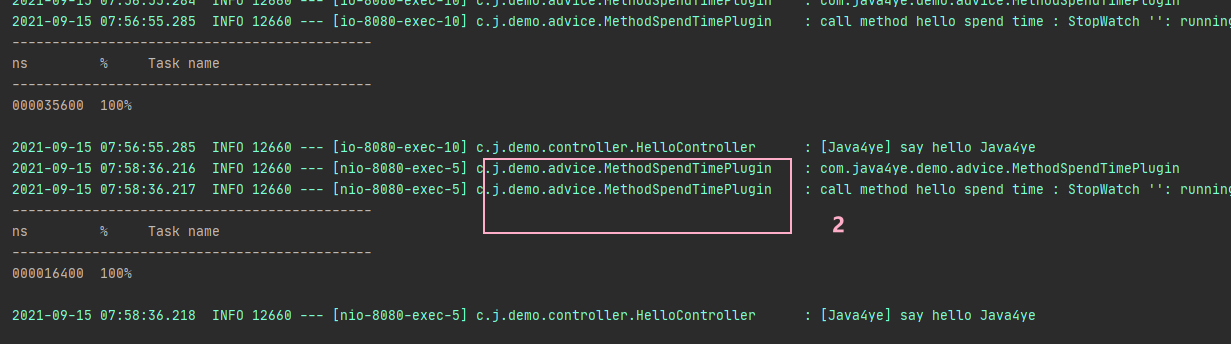 2021-09-15 07:56:55.284  INFO 12660 --- [io-8080-exec-10] c.j.demo.advice.MethodSpendTimePlugin    : com.java4ye.demo.advice.MethodSpendTimePlugin
2021-09-15 07:56:55.285  INFO 12660 --- [io-8080-exec-10] c.j.demo.advice.MethodSpendTimePlugin    : call method hello spend time : StopWatch '': running
---------------------------------------------
ns         %     Task name
---------------------------------------------
000035600  100%
2021-09-15 07:56:55.285  INFO 12660 --- [io-8080-exec-10] c.j.demo.controller.HelloController      : [Java4ye] say hello Java4ye
2021-09-15 07:58:36.216  INFO 12660 --- [nio-8080-exec-5] c.j.demo.advice.MethodSpendTimePlugin    : com.java4ye.demo.advice.MethodSpendTimePlugin
2021-09-15 07:58:36.217  INFO 12660 --- [nio-8080-exec-5] c.j.demo.advice.MethodSpendTimePlugin    : call method hello spend time : StopWatch '': running
---------------------------------------------
2
ns         %     Task name
---------------------------------------------
000016400  100%
2021-09-15 07:58:36.218  INFO 12660 --- [nio-8080-exec-5] c.j.demo.controller.HelloController      : [Java4ye] say hello Java4ye